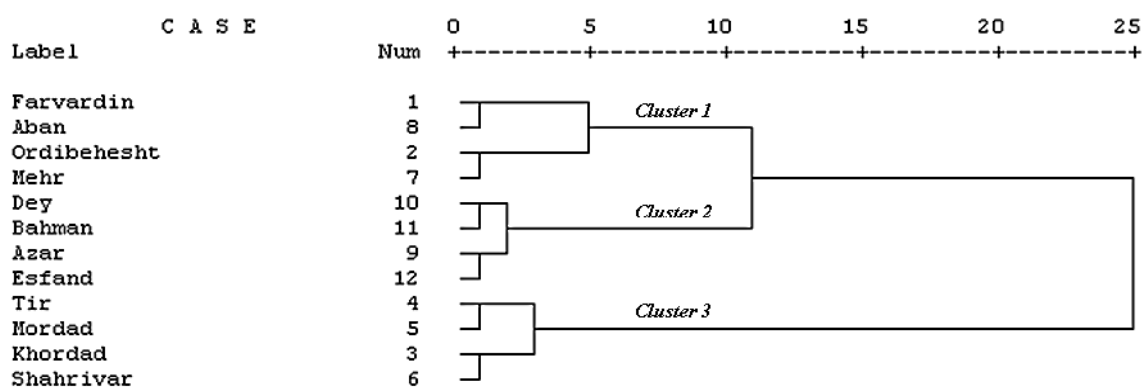 C A S E 0 5 10 15 20 25
Label Num +---------+---------+---------+---------+---------+
Farvardin 1
Cluster 1
Aban 8
Ordibehesht 2
Mehr 7
Dey 10
Cluster 2
Bahman 11
Azar 9
Esfand 12
Tir 4
Cluster 3
Mordad 5
Khordad 3
Shahrivar 6